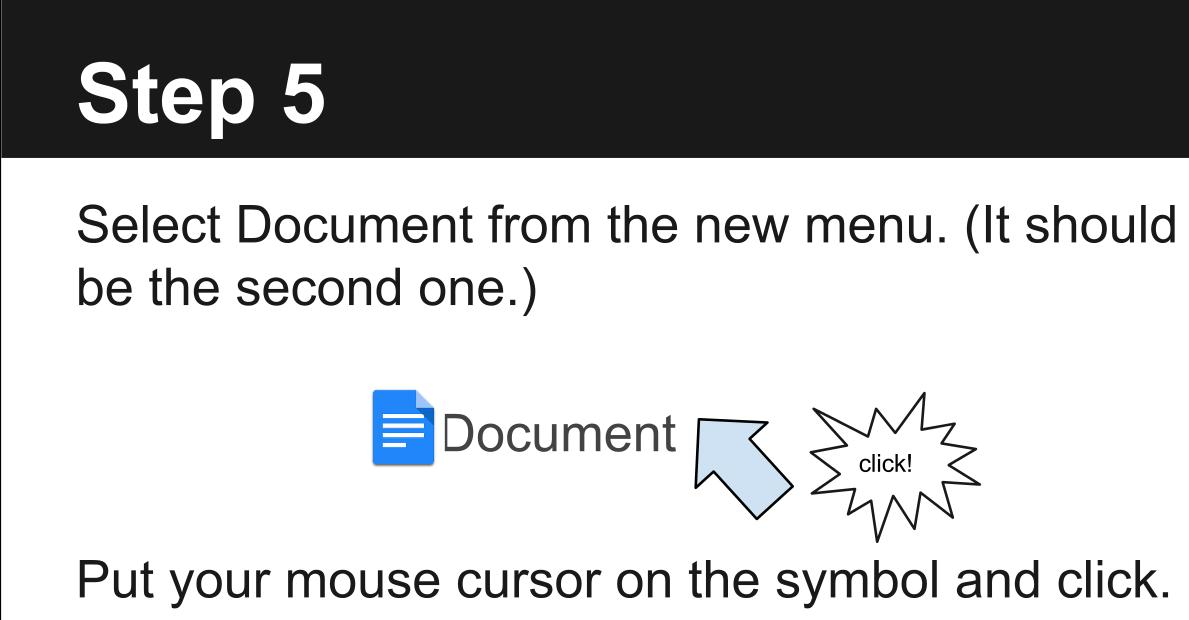 Step 5
Select Document from the new menu. (It should
be the second one.)
Document
click!
Put your mouse cursor on the symbol and click.